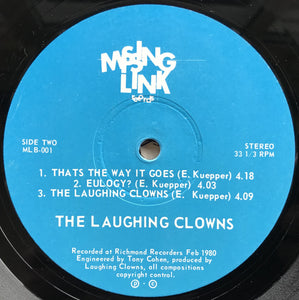 MISSING
LINK
RECORDS
SIDE TWO
MLB-001
STEREO
33 1/3 RPM
1. THATS THE WAY IT GOES (E. Kuepper) 4.18
2. EULOGY? (E. Kuepper) 4.03
3. THE LAUGHING CLOWNS (E. Kuepper) 4.09
THE LAUGHING CLOWNS
Recorded at Richmond Recorders Feb 1980
Engineered by Tony Cohen, produced by
Laughing Clowns, all compositions
copyright control.
℗ - ©